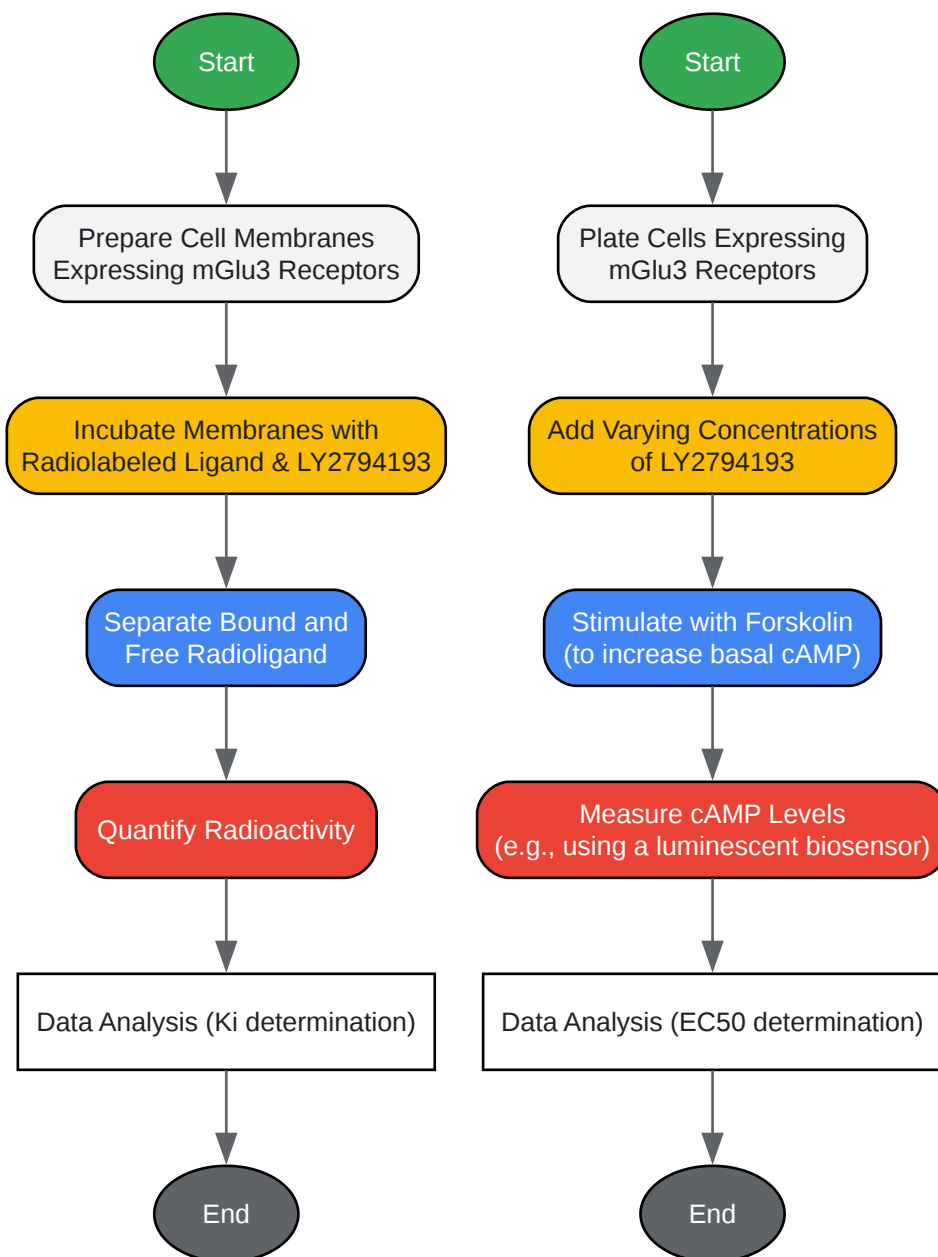 Start
Prepare Cell Membranes
Expressing mGlu3 Receptors
Incubate Membranes with
Radiolabeled Ligand & LY2794193
Separate Bound and
Free Radioligand
Quantify Radioactivity
Data Analysis (Ki determination)
End
Start
Plate Cells Expressing
mGlu3 Receptors
Add Varying Concentrations
of LY2794193
Stimulate with Forskolin
(to increase basal cAMP)
Measure cAMP Levels
(e.g., using a luminescent biosensor)
Data Analysis (EC50 determination)
End